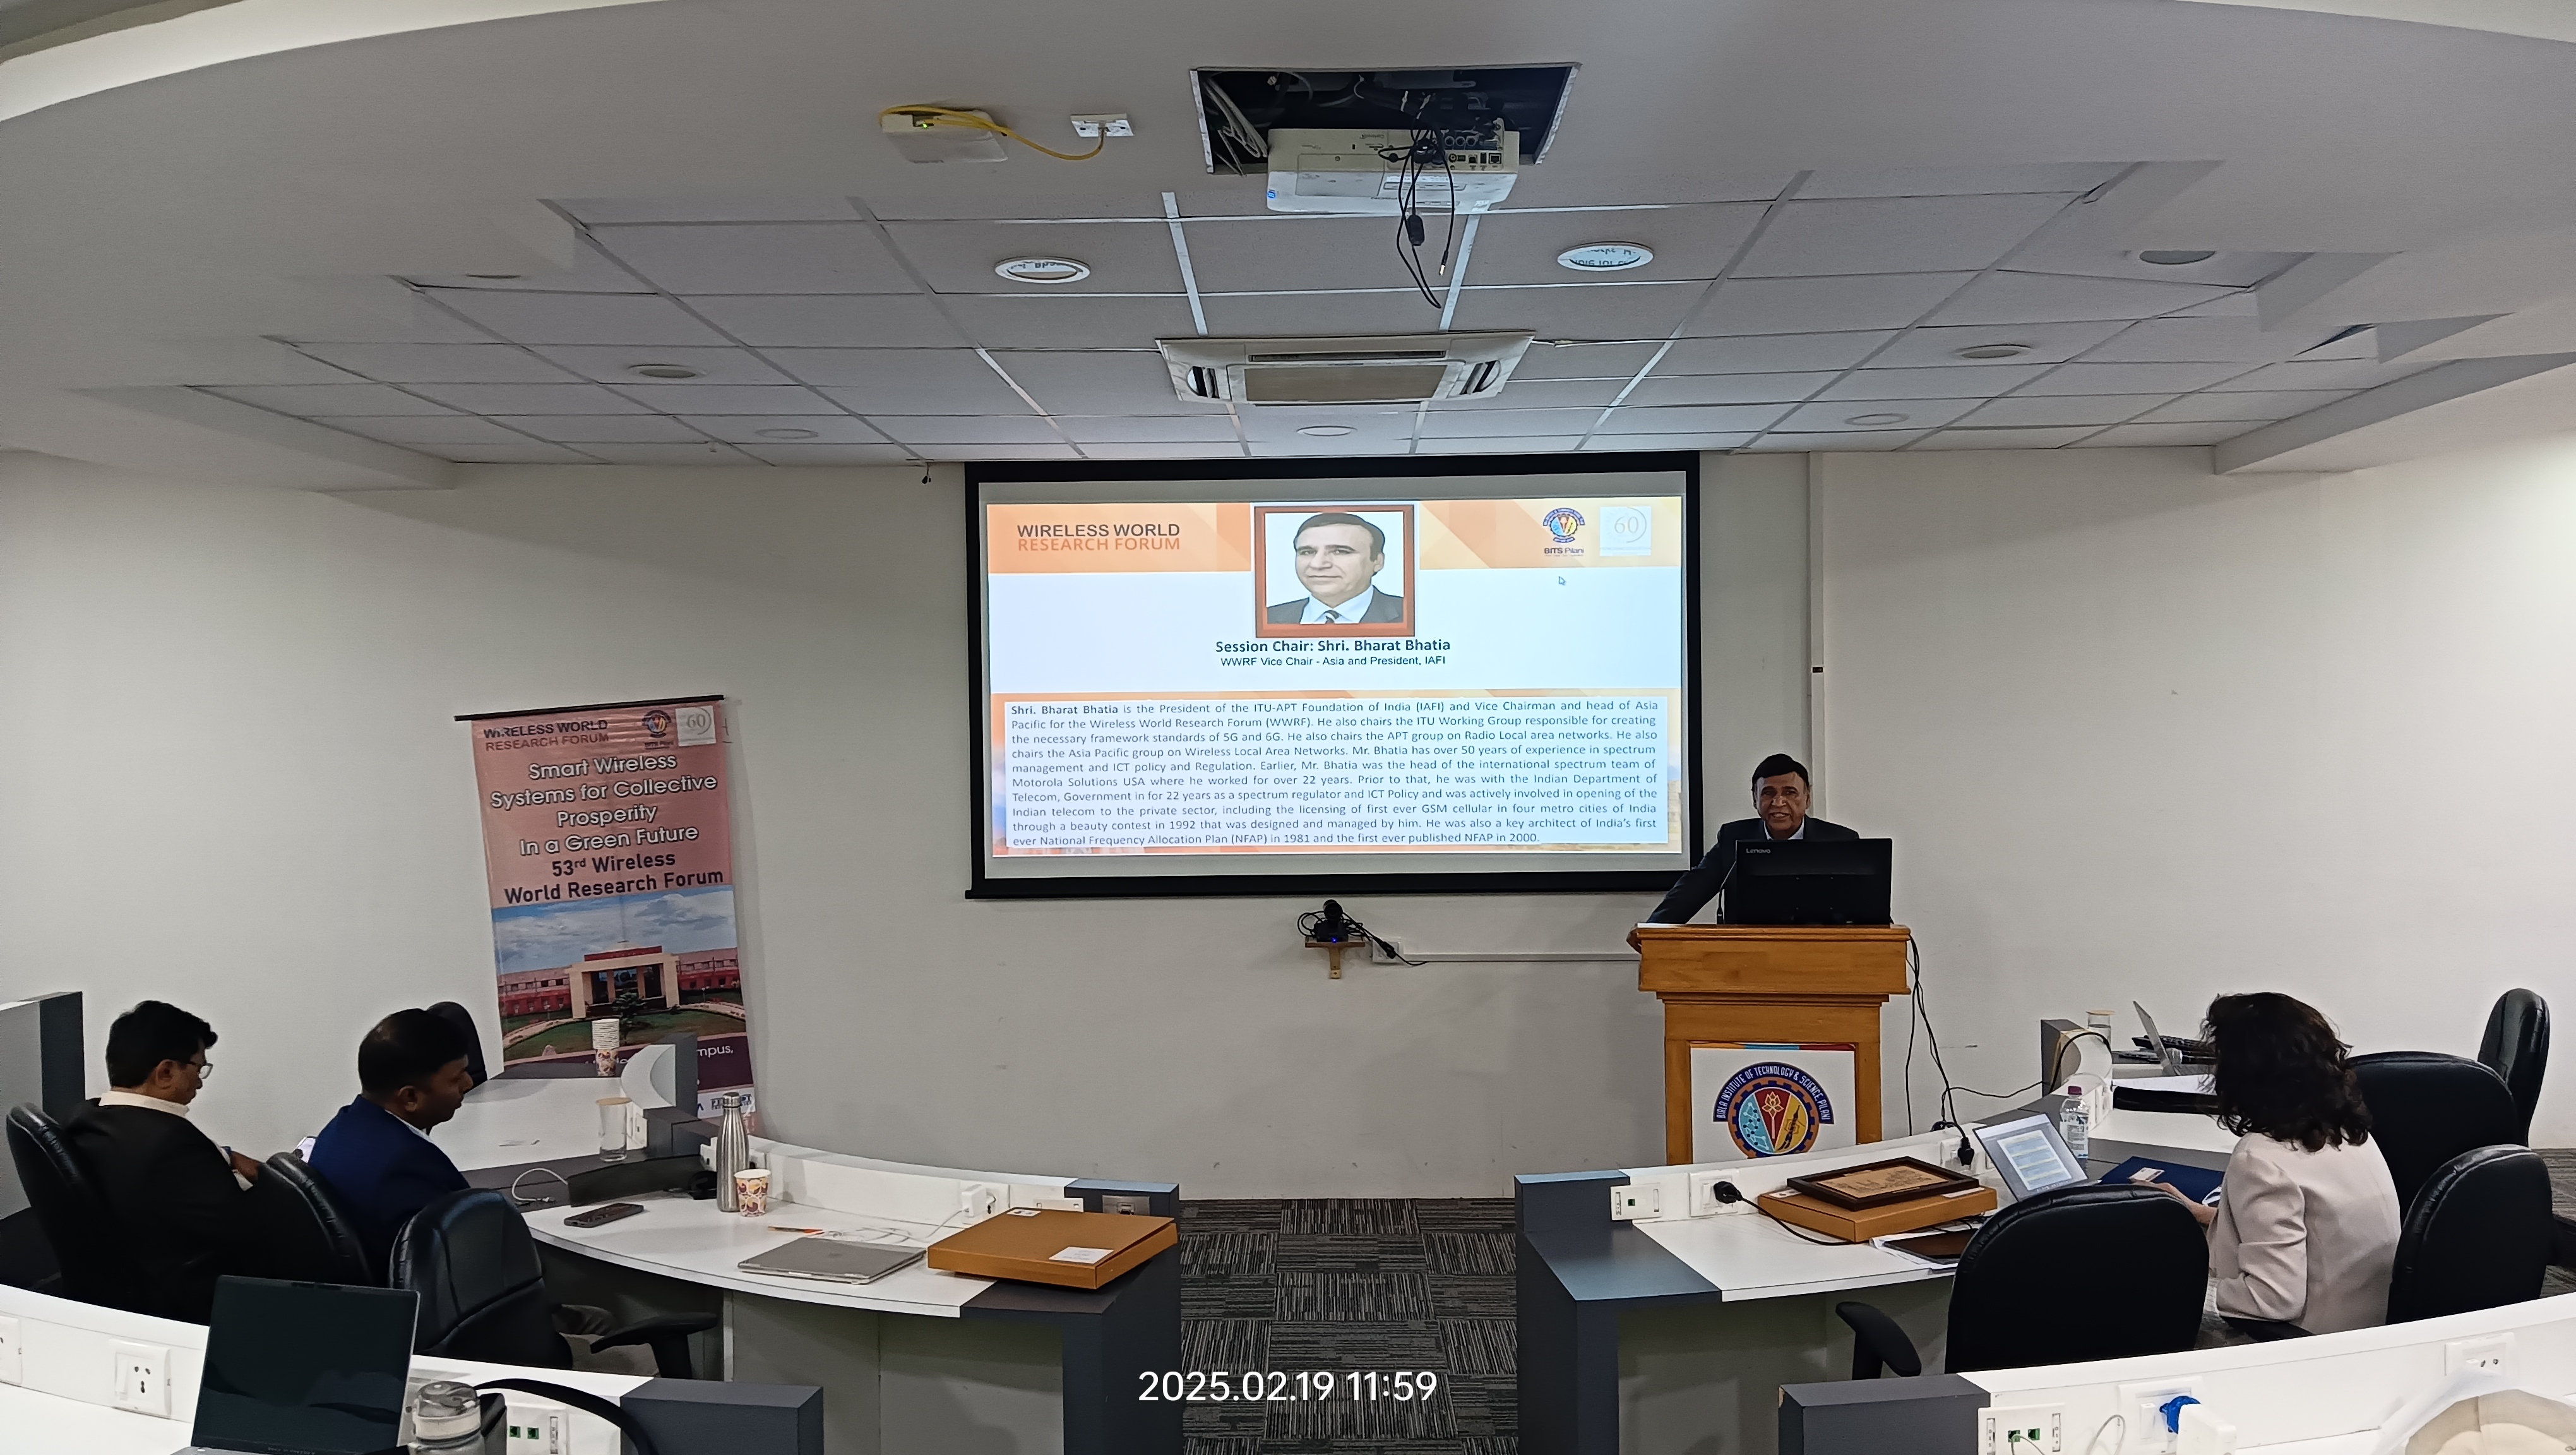 WIRELESS WORLD
RESEARCH FORUM
BITS Pilani
60
Session Chair: Shri. Bharat Bhatia
WWRF Vice Chair - Asia and President, IAFI
Shri. Bharat Bhatia is the President of the ITU-APT Foundation of India (IAFI) and Vice Chairman and head of Asia
Pacific for the Wireless World Research Forum (WWRF). He also chairs the ITU Working Group responsible for creating
the necessary framework standards of 5G and 6G. He also chairs the APT group on Radio Local area networks. He also
chairs the Asia Pacific group on Wireless Local Area Networks. Mr. Bhatia has over 50 years of experience in spectrum
management and ICT policy and Regulation. Earlier, Mr. Bhatia was the head of the international spectrum team of
Motorola Solutions USA where he worked for over 22 years. Prior to that, he was with the Indian Department of
Telecom, Government in for 22 years as a spectrum regulator and ICT Policy and was actively involved in opening of the
Indian telecom to the private sector, including the licensing of first ever GSM cellular in four metro cities of India
through a beauty contest in 1992 that was designed and managed by him. He was also a key architect of India's first
ever National Frequency Allocation Plan (NFAP) in 1981 and the first ever published NFAP in 2000.
WIRELESS WORLD
RESEARCH FORUM
60
Smart Wireless
Systems for Collective
Prosperity
In a Green Future
53rd Wireless
World Research Forum
mpus,
Lenovo
BIRLA INSTITUTE OF TECHNOLOGY & SCIENCE PILANI
2025.02.19 11:59